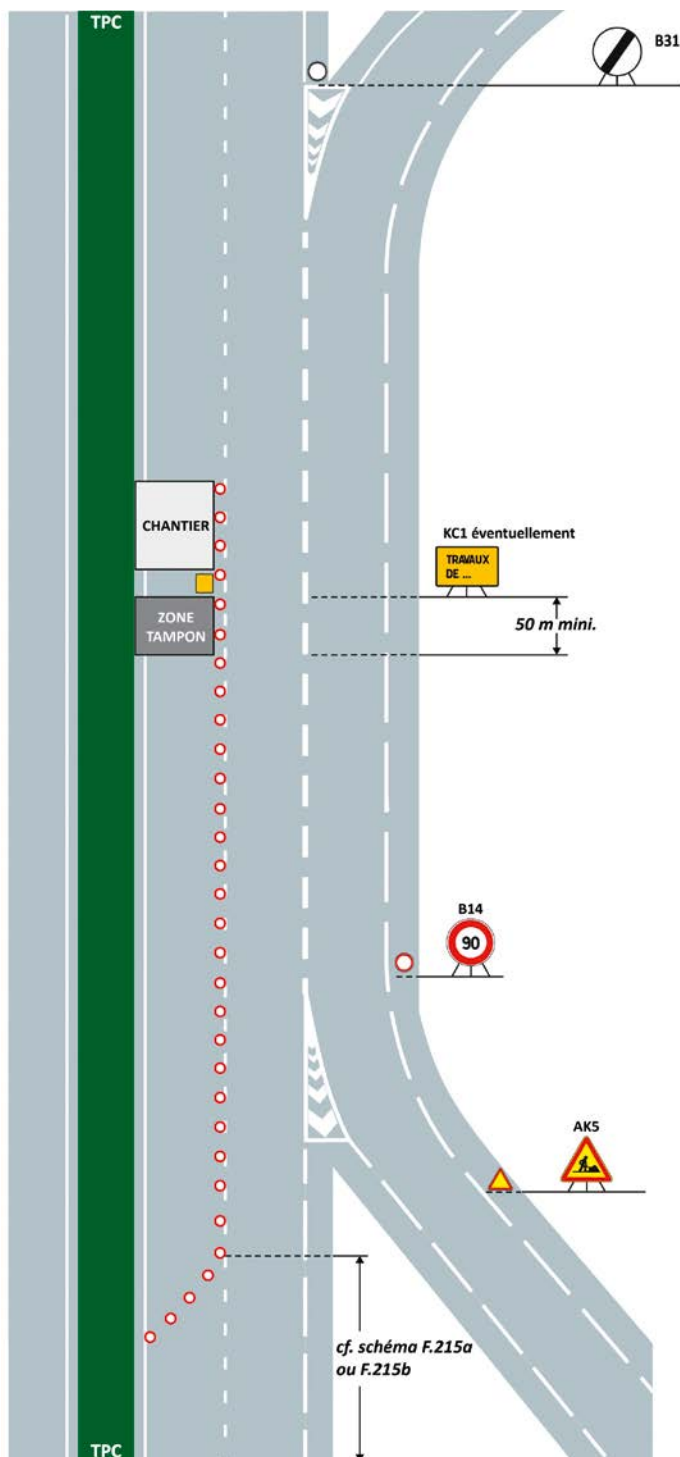 TPC
B31
CHANTIER
KC1 éventuellement
TRAVAUX
DE ...
ZONE
TAMPON
50 m mini.
B14
90
AK5
cf. schéma F.215a
ou F.215b
TPC